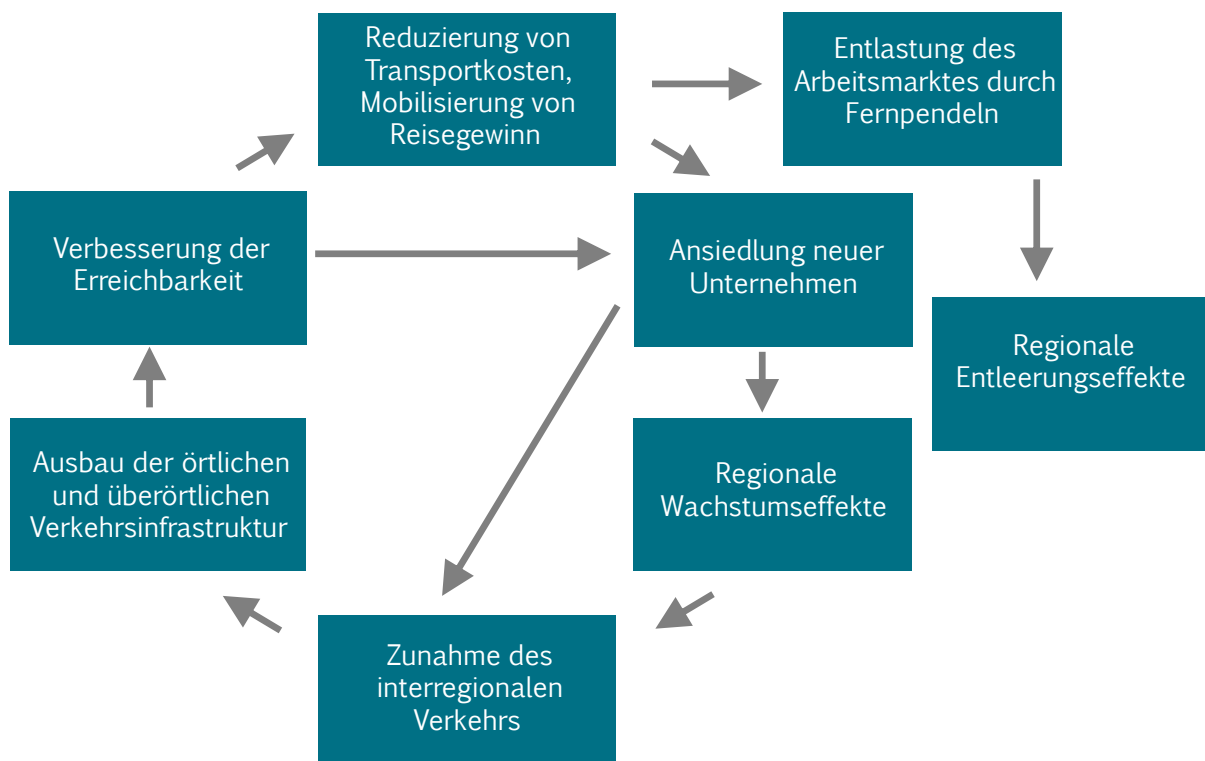 Reduzierung von
Transportkosten,
Mobilisierung von
Reisegewinn
Entlastung des
Arbeitsmarktes durch
Fernpendeln
Verbesserung der
Erreichbarkeit
Ansiedlung neuer
Unternehmen
Regionale
Entleerungseffekte
Ausbau der örtlichen
und überörtlichen
Verkehrsinfrastruktur
Regionale
Wachstumseffekte
Zunahme des
interregionalen
Verkehrs